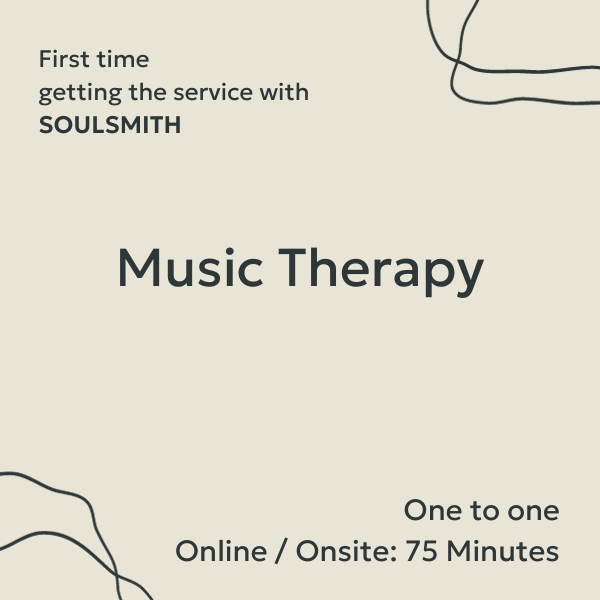 First time
getting the service with
SOULSMITH
Music Therapy
One to one
Online / Onsite: 75 Minutes